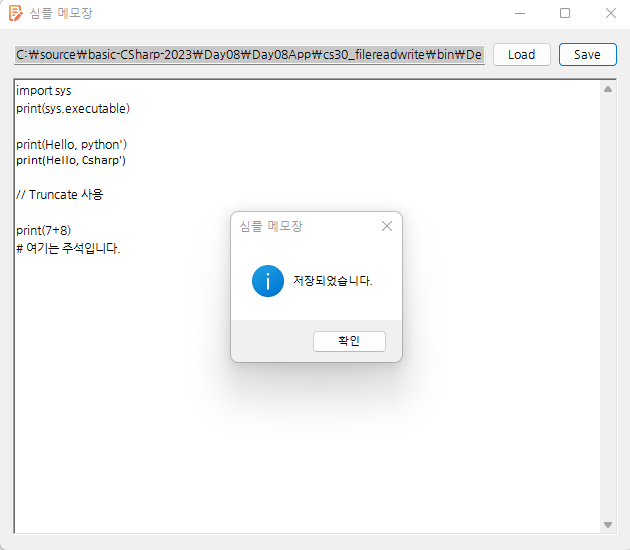 심플 메모장
C:₩source₩basic-CSharp-2023₩Day08₩Day08App₩cs30_filereadwrite₩bin₩De
Load
Save
import sys
print(sys.executable)
print(Hello, python')
print(Hello, Csharp')
// Truncate 사용
print(7+8)
# 여기는 주석입니다.
심플 메모장
저장되었습니다.
확인